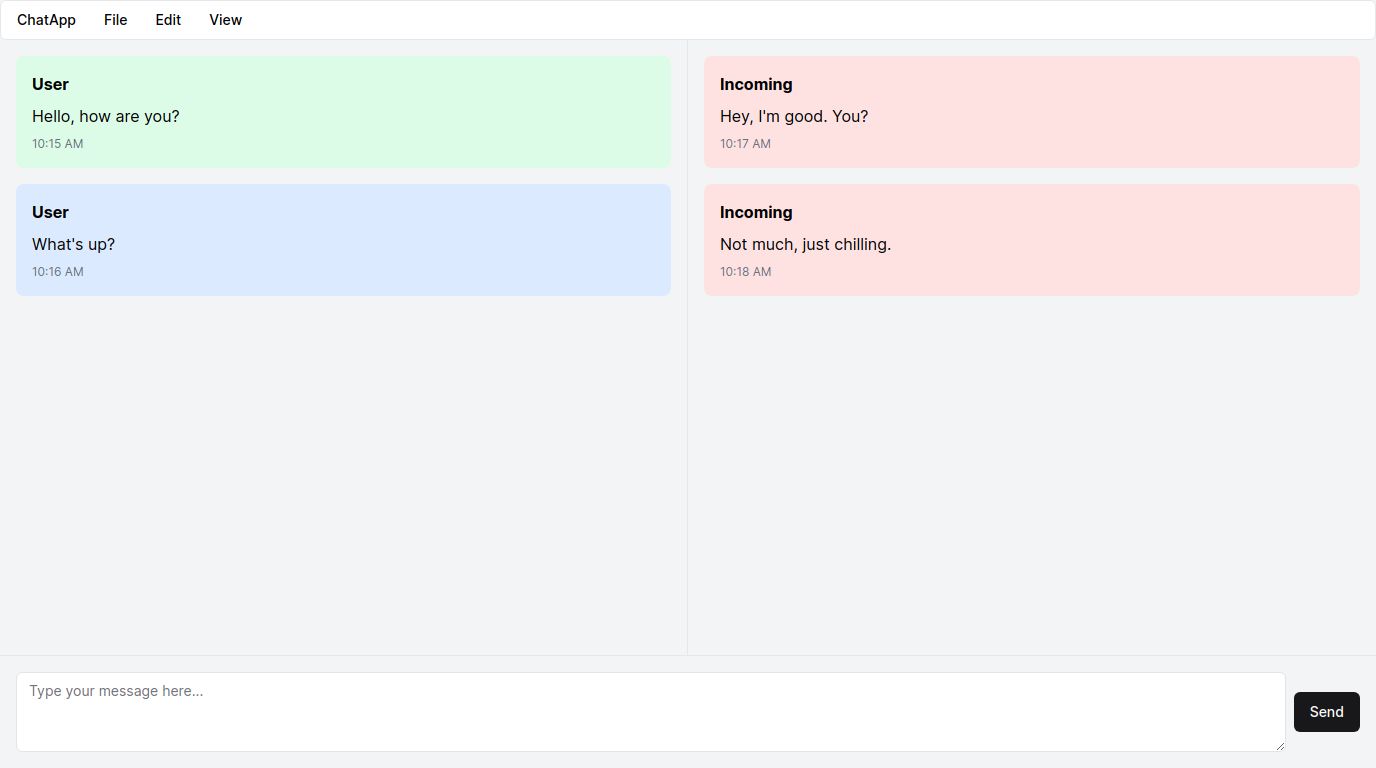 ChatApp File Edit View
User
Hello, how are you?
10:15 AM
User
What's up?
10:16 AM
Incoming
Hey, I'm good. You?
10:17 AM
Incoming
Not much, just chilling.
10:18 AM
Type your message here...
Send